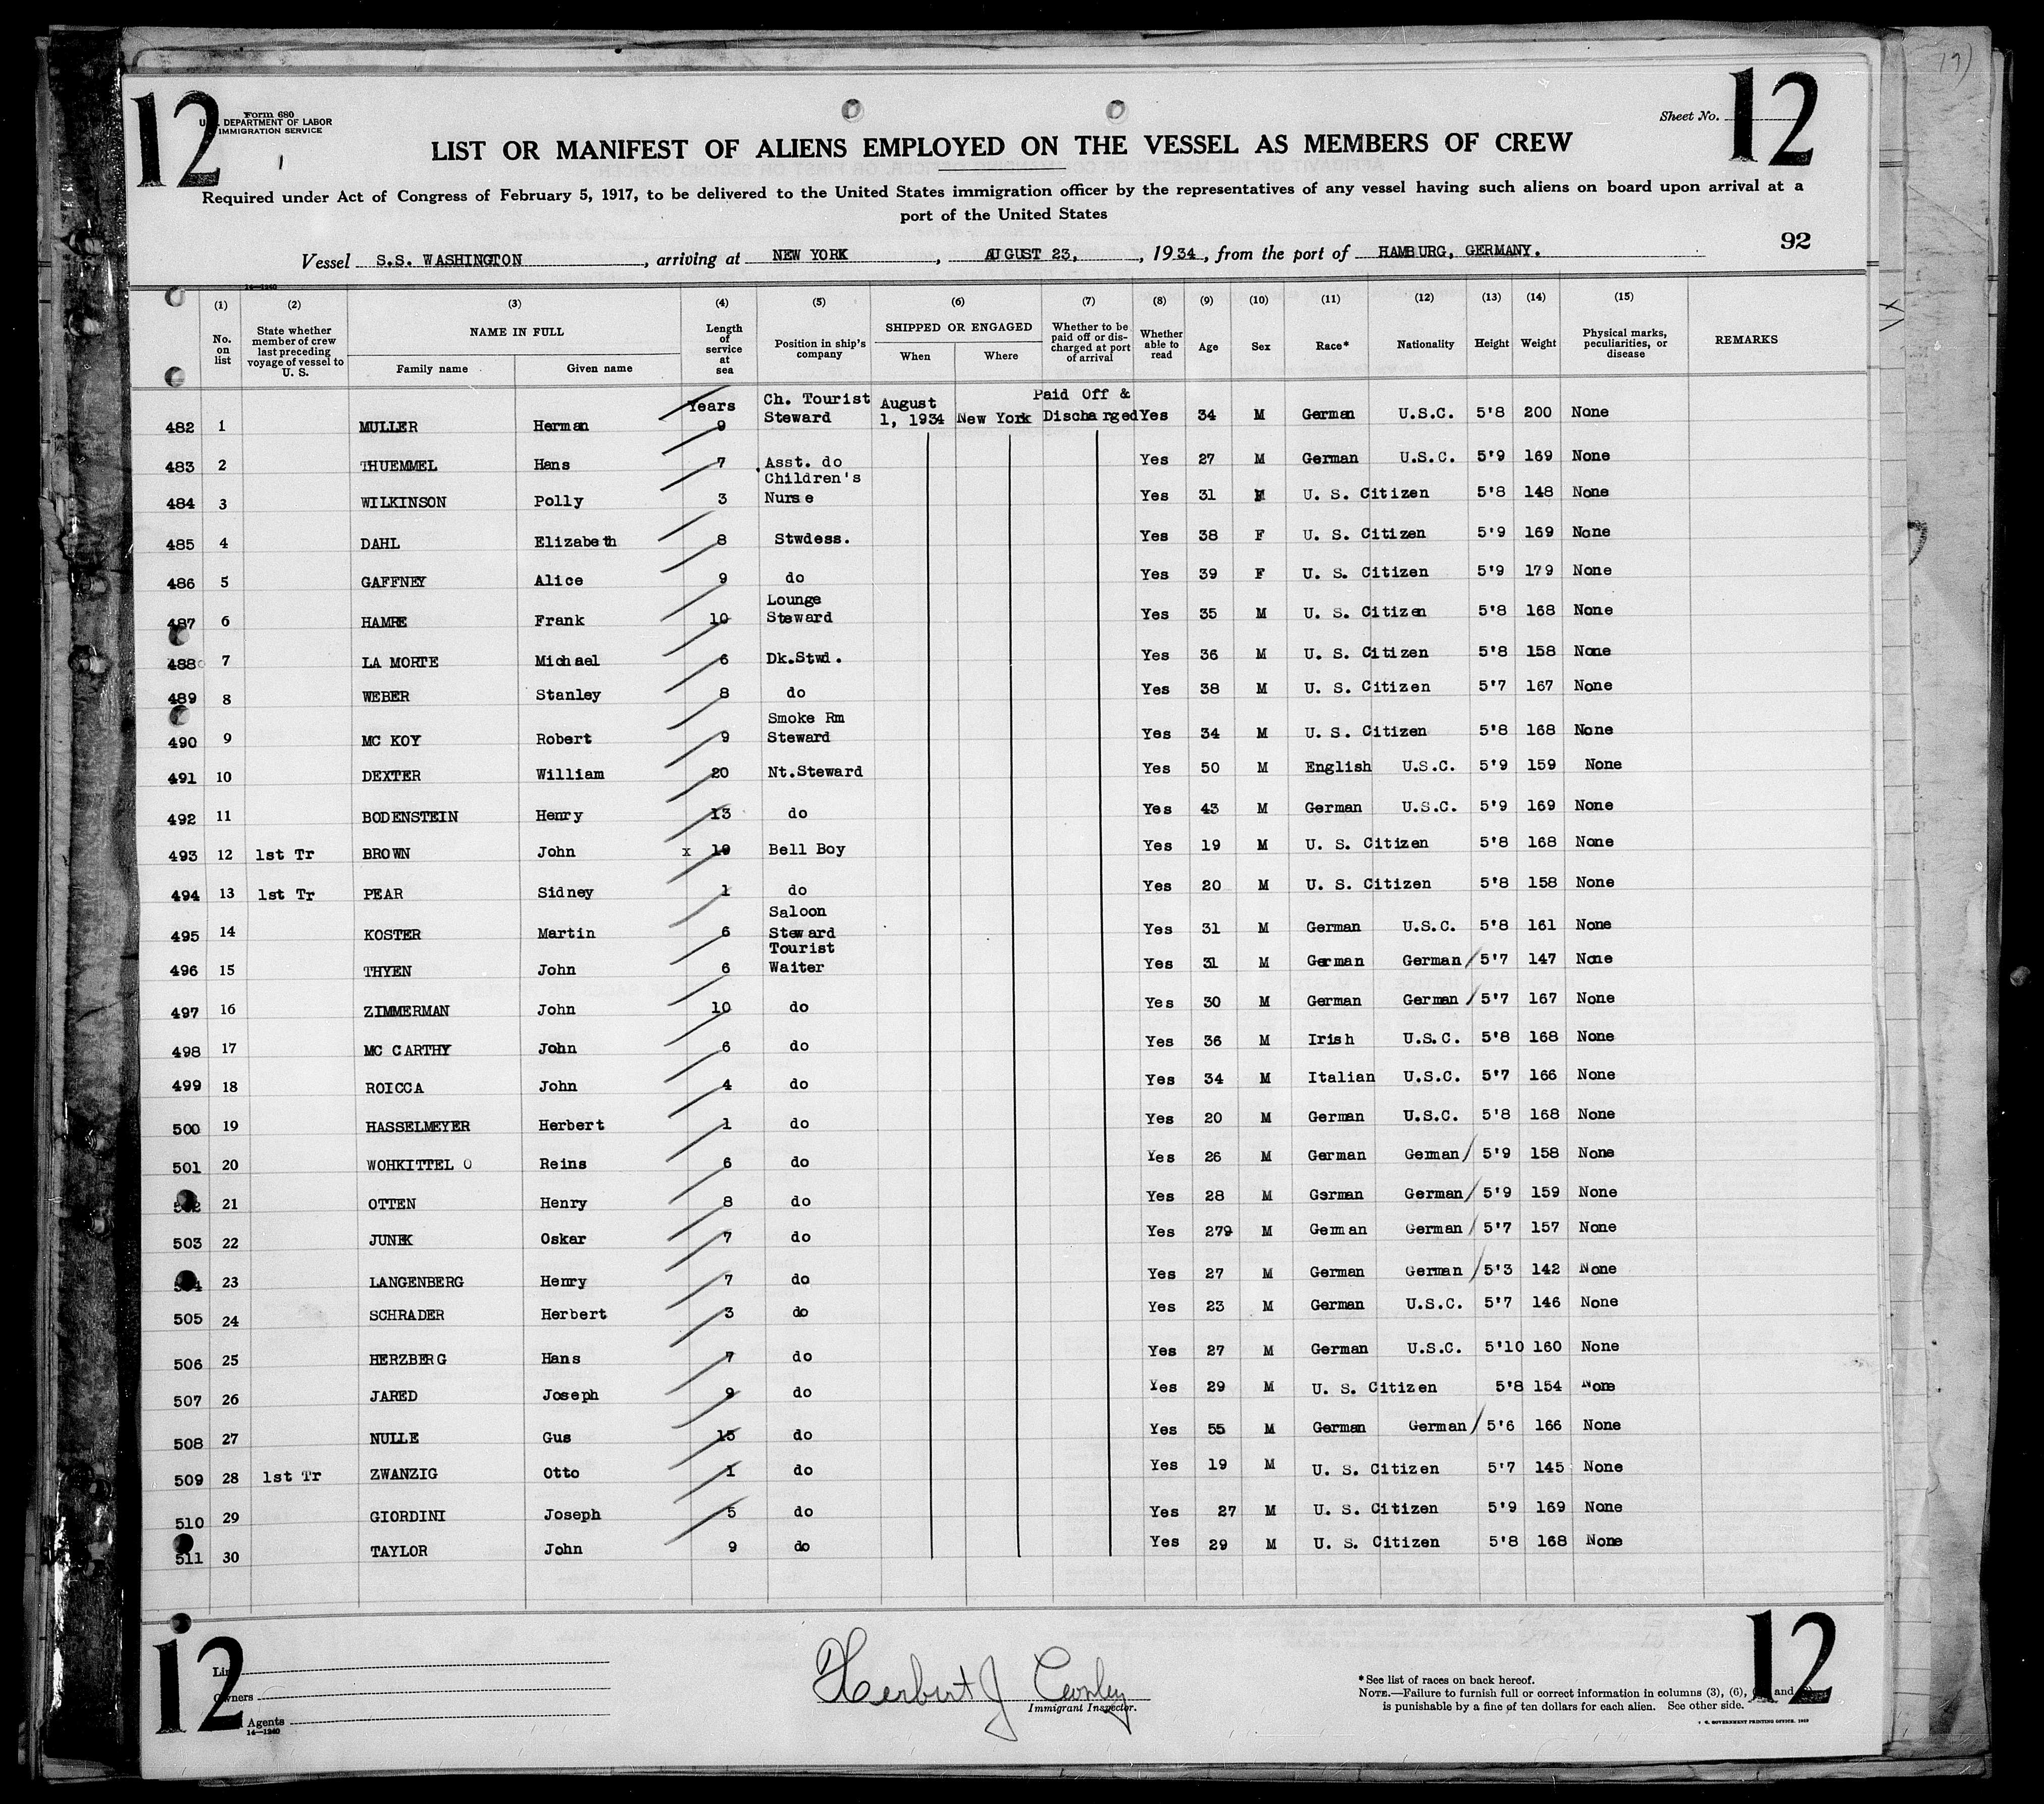 12
12
Form 680
U.S. DEPARTMENT OF LABOR
IMMIGRATION SERVICE
Sheet No.
LIST OR MANIFEST OF ALIENS EMPLOYED ON THE VESSEL AS MEMBERS OF CREW
Required under Act of Congress of February 5, 1917, to be delivered to the United States immigration officer by the representatives of any vessel having such aliens on board upon arrival at a
port of the United States
92
Vessel S.S. WASHINGTON, arriving at NEW YORK, AUGUST 23, 1934, from the port of HAMBURG, GERMANY.
14—1240
(1) (2) (3) (4) (5) (6) (7) (8) (9) (10) (11) (12) (13) (14) (15)
No. on list
State whether member of crew last preceding voyage of vessel to U. S.
NAME IN FULL
Family name
Given name
Length of service at sea
Position in ship's company
SHIPPED OR ENGAGED
When
Where
Whether to be paid off or discharged at port of arrival
Whether able to read
Age
Sex
Race*
Nationality
Height
Weight
Physical marks, peculiarities, or disease
REMARKS
482 1 MULLER Herman Years 9 Ch. Tourist Steward August 1, 1934 New York Paid Off & Discharged Yes 34 M German U.S.C. 5'8 200 None
483 2 THUEMMEL Hans 7 Asst. do Yes 27 M German U.S.C. 5'9 169 None
484 3 WILKINSON Polly 3 Children's Nurse Yes 31 F U. S. Citizen 5'8 148 None
485 4 DAHL Elizabeth 8 Stwdess. Yes 38 F U. S. Citizen 5'9 169 None
486 5 GAFFNEY Alice 9 do Yes 39 F U. S. Citizen 5'9 179 None
487 6 HAMRE Frank 10 Lounge Steward Yes 35 M U. S. Citizen 5'8 168 None
488 7 LA MORTE Michael 6 Dk.Stwd. Yes 36 M U. S. Citizen 5'8 158 None
489 8 WEBER Stanley 8 do Yes 38 M U. S. Citizen 5'7 167 None
490 9 MC KOY Robert 9 Smoke Rm Steward Yes 34 M U. S. Citizen 5'8 168 None
491 10 DEXTER William 20 Nt.Steward Yes 50 M English U.S.C. 5'9 159 None
492 11 BODENSTEIN Henry 13 do Yes 43 M German U.S.C. 5'9 169 None
493 12 1st Tr BROWN John x 19 Bell Boy Yes 19 M U. S. Citizen 5'8 168 None
494 13 1st Tr PEAR Sidney 1 do Yes 20 M U. S. Citizen 5'8 158 None
495 14 KOSTER Martin 6 Saloon Steward Yes 31 M German U.S.C. 5'8 161 None
496 15 THYEN John 6 Tourist Waiter Yes 31 M German German 5'7 147 None
497 16 ZIMMERMAN John 10 do Yes 30 M German German 5'7 167 None
498 17 MC CARTHY John 6 do Yes 36 M Irish U.S.C. 5'8 168 None
499 18 ROICCA John 4 do Yes 34 M Italian U.S.C. 5'7 166 None
500 19 HASSELMEYER Herbert 1 do Yes 20 M German U.S.C. 5'8 168 None
501 20 WOHKITTEL O Reins 6 do Yes 26 M German German 5'9 158 None
21 OTTEN Henry 8 do Yes 28 M German German 5'9 159 None
503 22 JUNEK Oskar 7 do Yes 279 M German German 5'7 157 None
23 LANGENBERG Henry 7 do Yes 27 M German German 5'3 142 None
505 24 SCHRADER Herbert 3 do Yes 23 M German U.S.C. 5'7 146 None
506 25 HERZBERG Hans 7 do Yes 27 M German U.S.C. 5'10 160 None
507 26 JARED Joseph 9 do Yes 29 M U. S. Citizen 5'8 154 None
508 27 NULLE Gus 15 do Yes 55 M German German 5'6 166 None
509 28 1st Tr ZWANZIG Otto 1 do Yes 19 M U. S. Citizen 5'7 145 None
510 29 GIORDINI Joseph 5 do Yes 27 M U. S. Citizen 5'9 169 None
511 30 TAYLOR John 9 do Yes 29 M U. S. Citizen 5'8 168 None
12
12
Owners
Agents
14—1240
Herbert J
Immigrant Inspector.
*See list of races on back hereof.
NOTE.—Failure to furnish full or correct information in columns (3), (6), and
is punishable by a fine of ten dollars for each alien. See other side.
GOVERNMENT PRINTING OFFICE